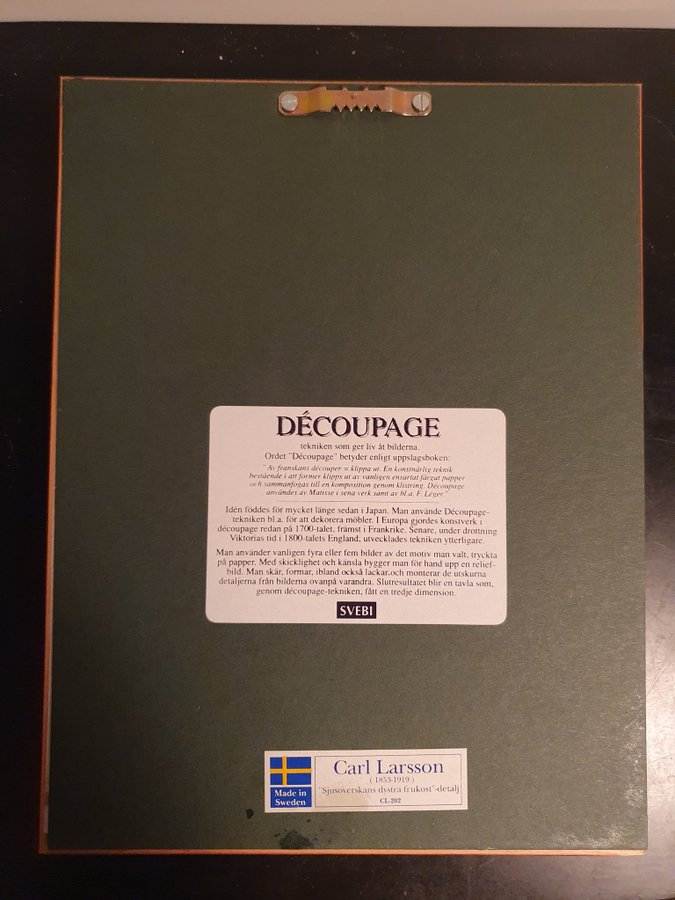 DÉCOUPAGE
tekniken som ger liv åt bilderna.
Ordet "Découpage" betyder enligt uppslagsboken:
"Av franskans découper = klippa ut. En konstnärlig teknik
bestående i att former klipps ut av vanligen ensartat färgat papper
och sammanfogas till en komposition genom klistring. Découpage
användes av Matisse i sena verk samt av bl.a. F. Léger."
Idén föddes för mycket länge sedan i Japan. Man använde Découpage-
tekniken bl.a. för att dekorera möbler. I Europa gjordes konstverk i
découpage redan på 1700-talet, främst i Frankrike. Senare, under drottning
Viktorias tid i 1800-talets England, utvecklades tekniken ytterligare.
Man använder vanligen fyra eller fem bilder av det motiv man valt, tryckta
på papper. Med skicklighet och känsla bygger man för hand upp en relief-
bild. Man skär, formar, ibland också lackar,och monterar de utskurna
detaljerna från bilderna ovanpå varandra. Slutresultatet blir en tavla som,
genom découpage-tekniken, fått en tredje dimension.
SVEBI
Made in
Sweden
Carl Larsson
(1853-1919)
"Sjusoverskans dystra frukost"-detalj
CL-202